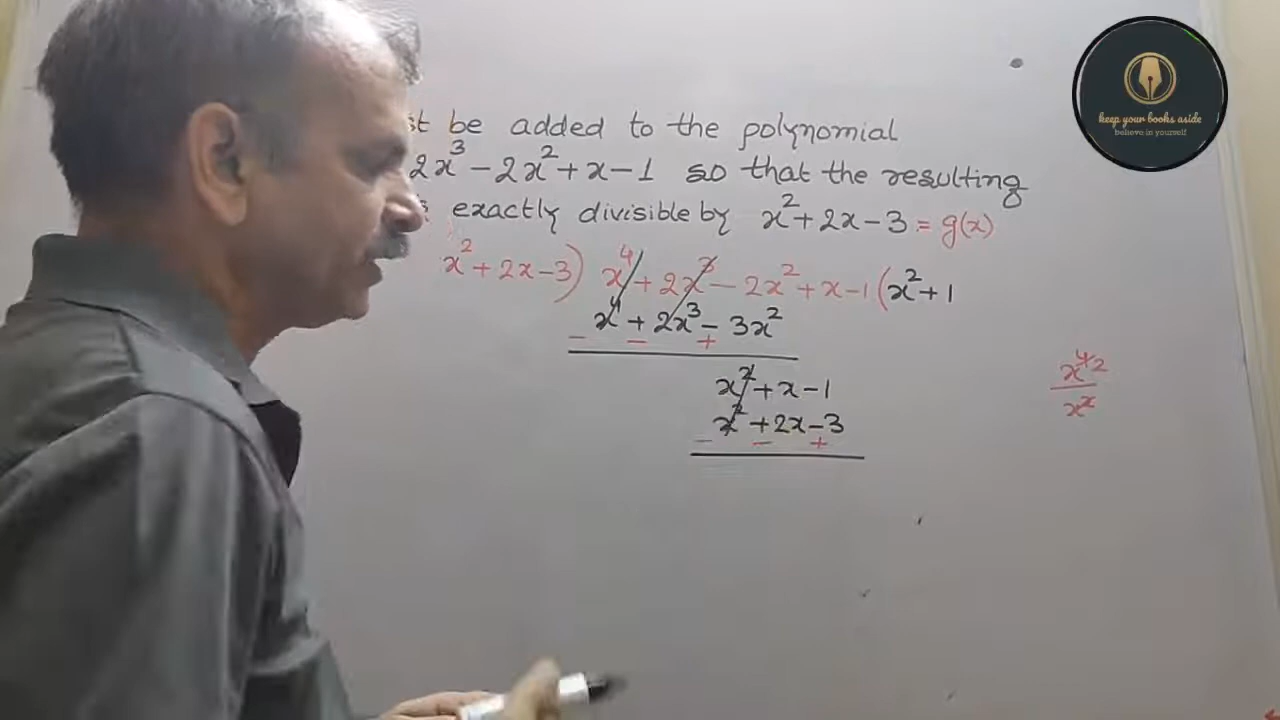 be added to the polynomial
2x³ - 2x² + x - 1 so that the resulting
exactly divisible by x² + 2x - 3 = g(x)
x² + 2x - 3) x⁴ + 2x³ - 2x² + x - 1 (x² + 1
x⁴ + 2x³ - 3x²
- - +
x² + x - 1
x² + 2x - 3
- - +
x⁴ 2
x²
keep your books aside
believe in yourself